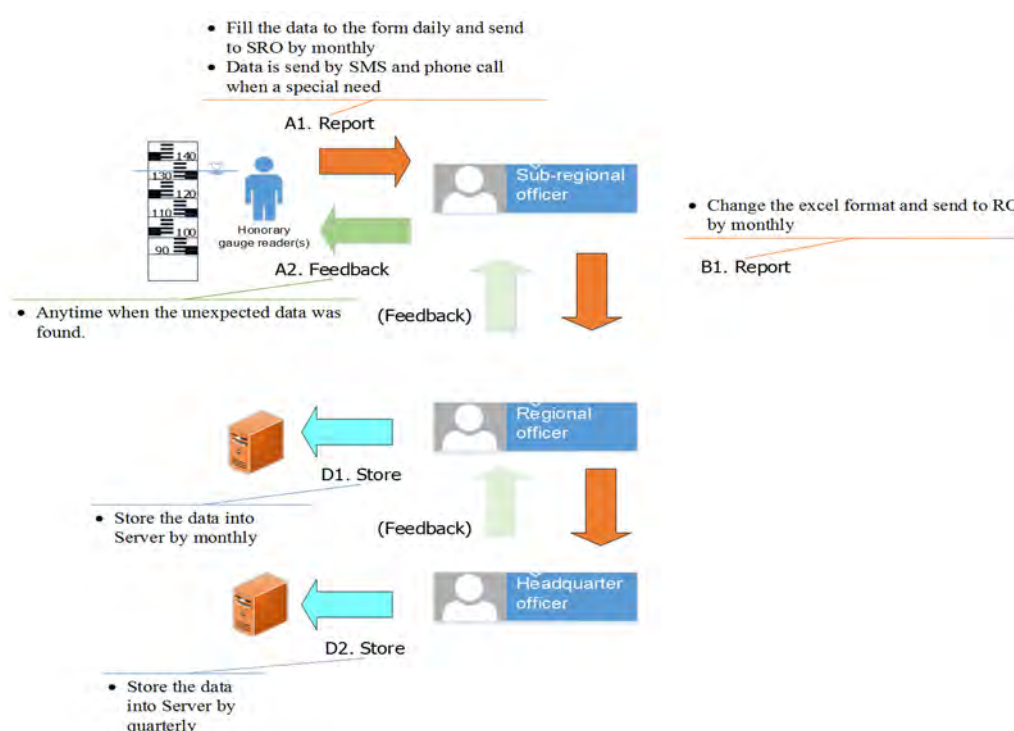 • Fill the data to the form daily and send
to SRO by monthly
• Data is send by SMS and phone call
when a special need
A1. Report
140
130
120
110
100
90
Honorary
gauge reader(s)
Sub-regional
officer
A2. Feedback
• Anytime when the unexpected data was
found.
• Change the excel format and send to RO
by monthly
B1. Report
(Feedback)
Regional
officer
D1. Store
• Store the data into
Server by monthly
(Feedback)
Headquarter
officer
D2. Store
• Store the data
into Server by
quarterly